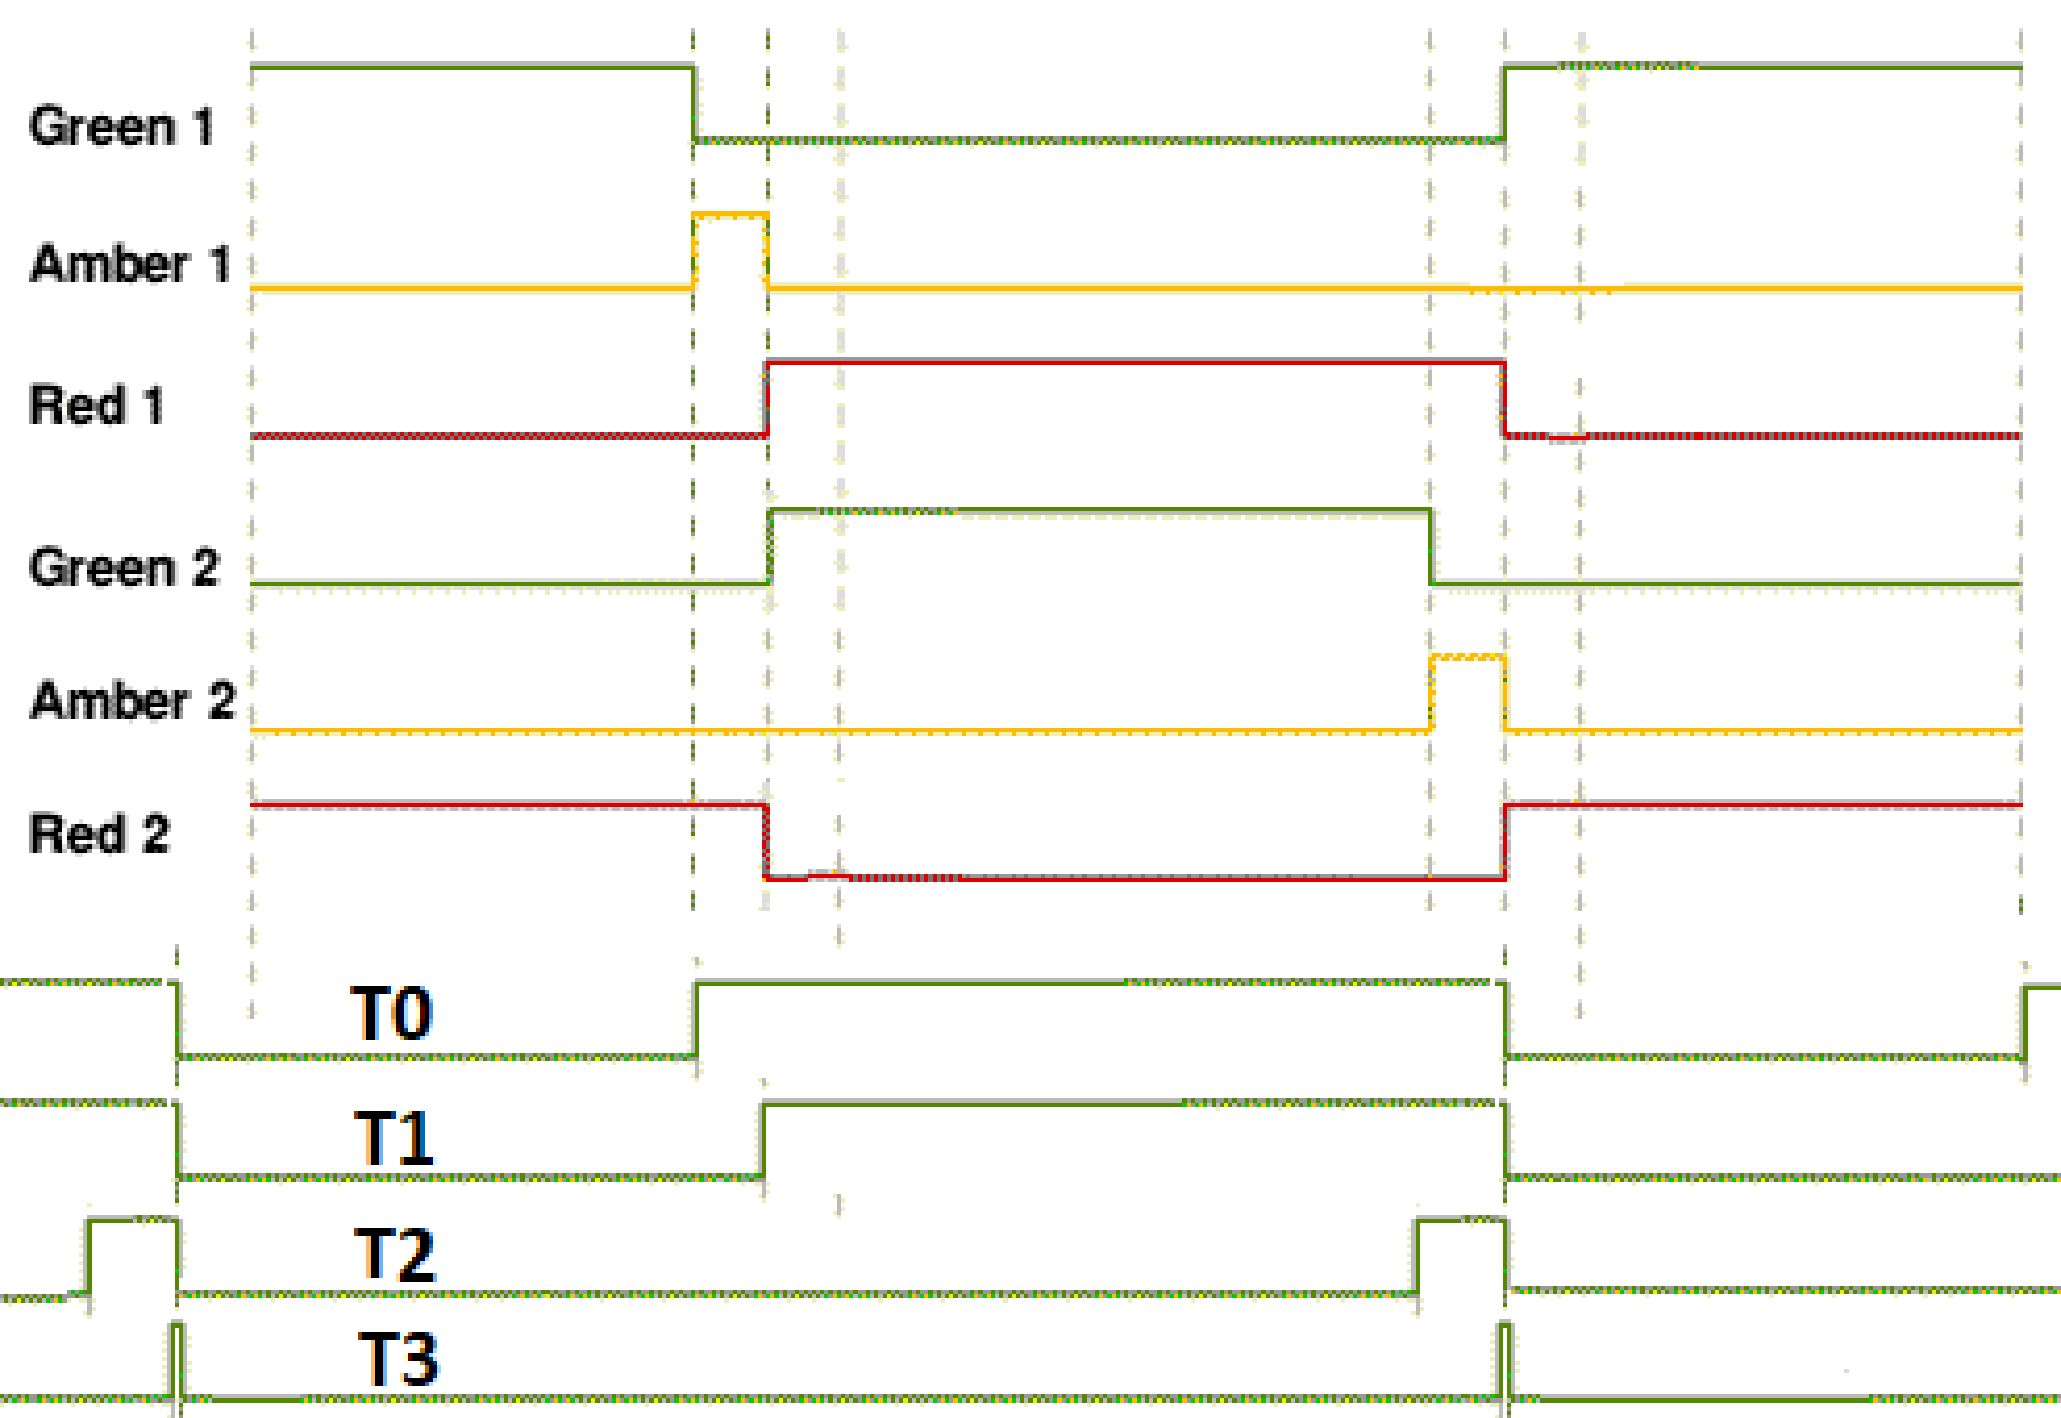 Green 1
Amber 1
Red 1
Green 2
Amber 2
Red 2
T0
T1
T2
T3